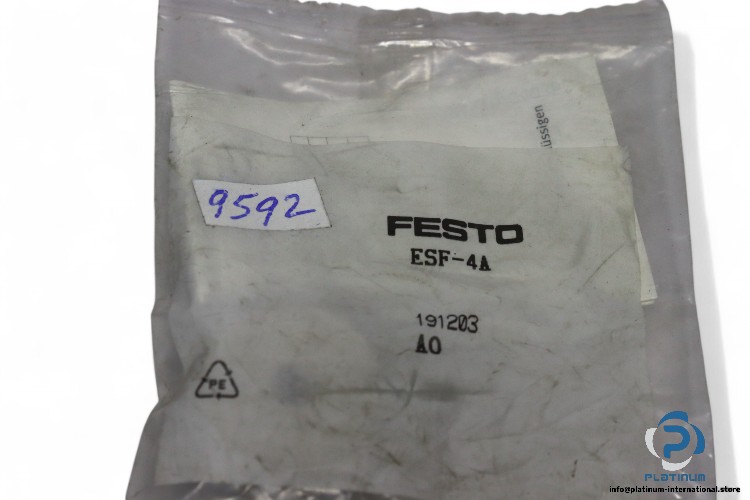 üssigen
9592
FESTO
ESF-4A
191203
A0
PE
PLATINUM
info@platinum-international.store